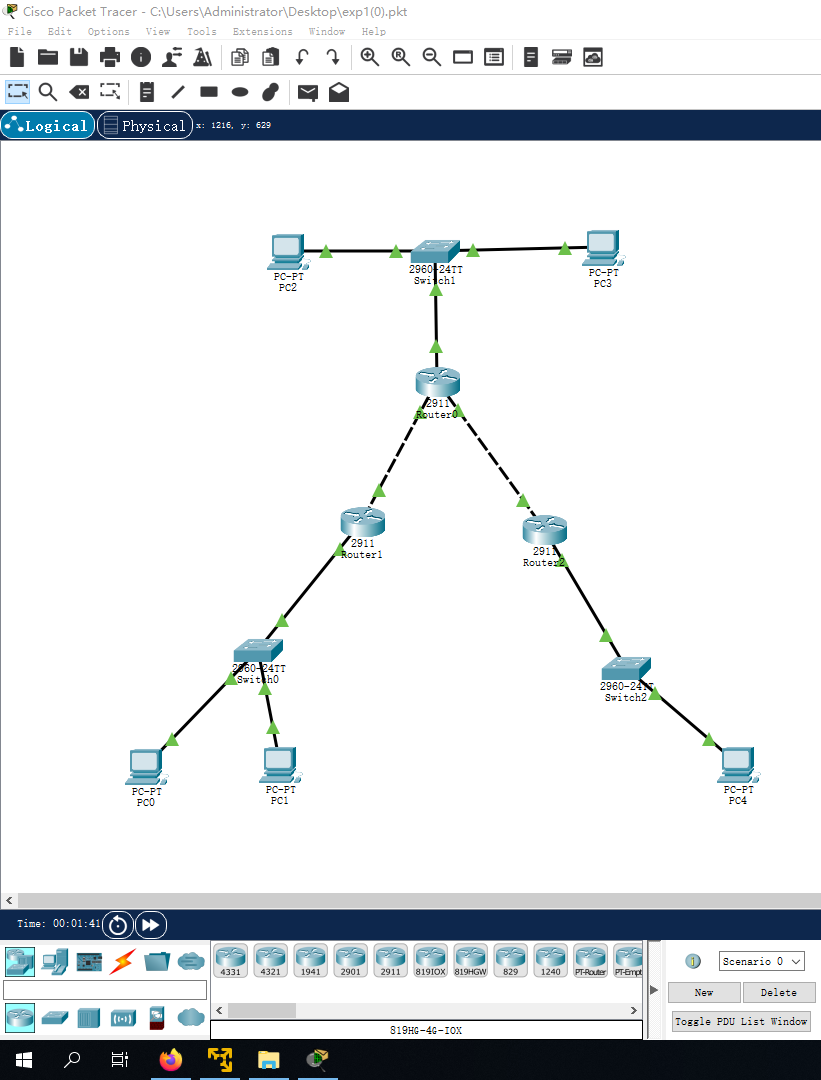 Cisco Packet Tracer - C:\Users\Administrator\Desktop\exp1(0).pkt
File Edit Options View Tools Extensions Window Help
Logical Physical x: 1216, y: 629
PC-PT
PC2
2960-24TT
Switch1
PC-PT
PC3
2911
Router0
2911
Router1
2911
Router2
2960-24TT
Switch0
2960-24TT
Switch2
PC-PT
PC0
PC-PT
PC1
PC-PT
PC4
Time: 00:01:41
4331 4321 1941 2901 2911 819IOX 819HGW 829 1240 PT-Router PT-Empt
Scenario 0
New Delete
Toggle PDU List Window
819HG-4G-IOX